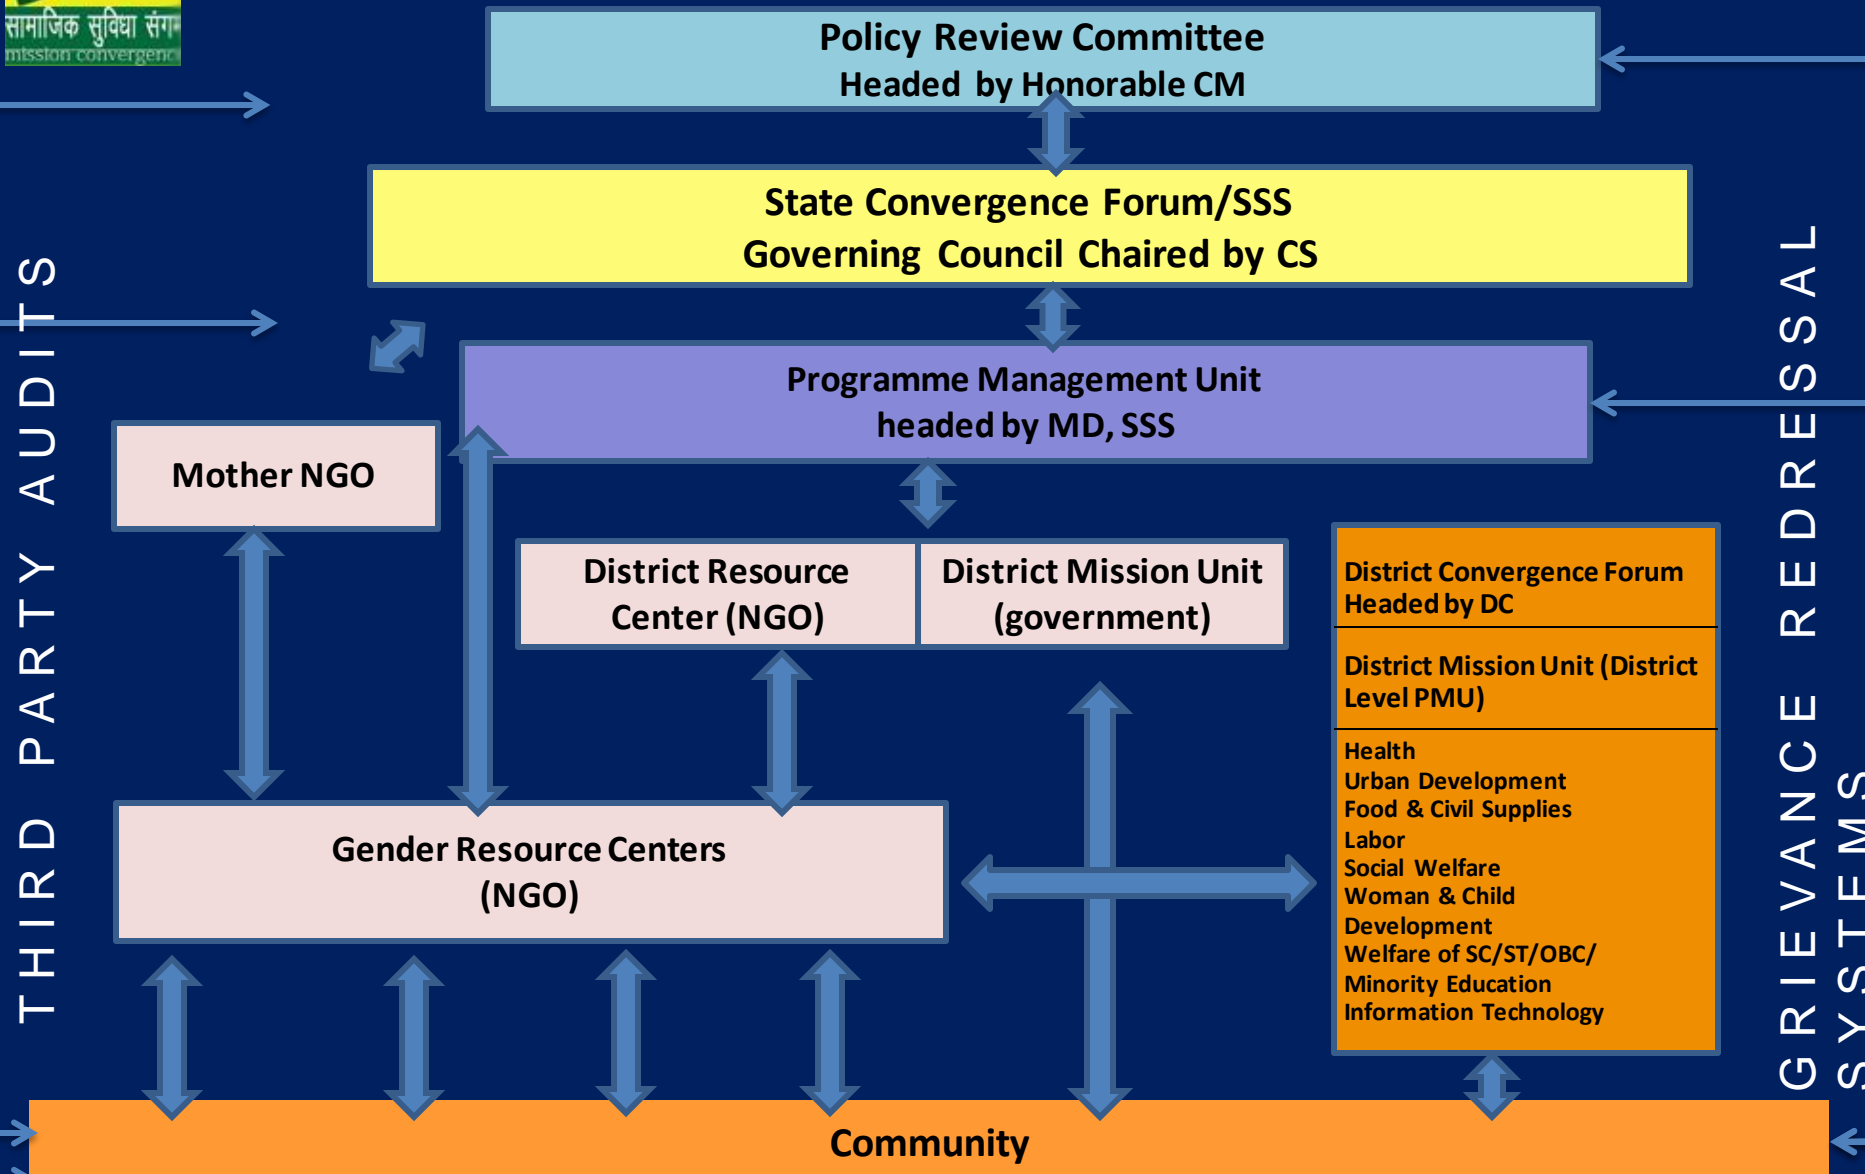 सामाजिक सुविधा संग
mission convergenc
Policy Review Committee
Headed by Honorable CM
State Convergence Forum/SSS
Governing Council Chaired by CS
Programme Management Unit
headed by MD, SSS
Mother NGO
District Resource
Center (NGO)
District Mission Unit
(government)
District Convergence Forum
Headed by DC
District Mission Unit (District
Level PMU)
Health
Urban Development
Food & Civil Supplies
Labor
Social Welfare
Woman & Child
Development
Welfare of SC/ST/OBC/
Minority Education
Information Technology
Gender Resource Centers
(NGO)
Community
THIRD PARTY AUDITS
GRIEVANCE REDRESSAL
SYSTEMS